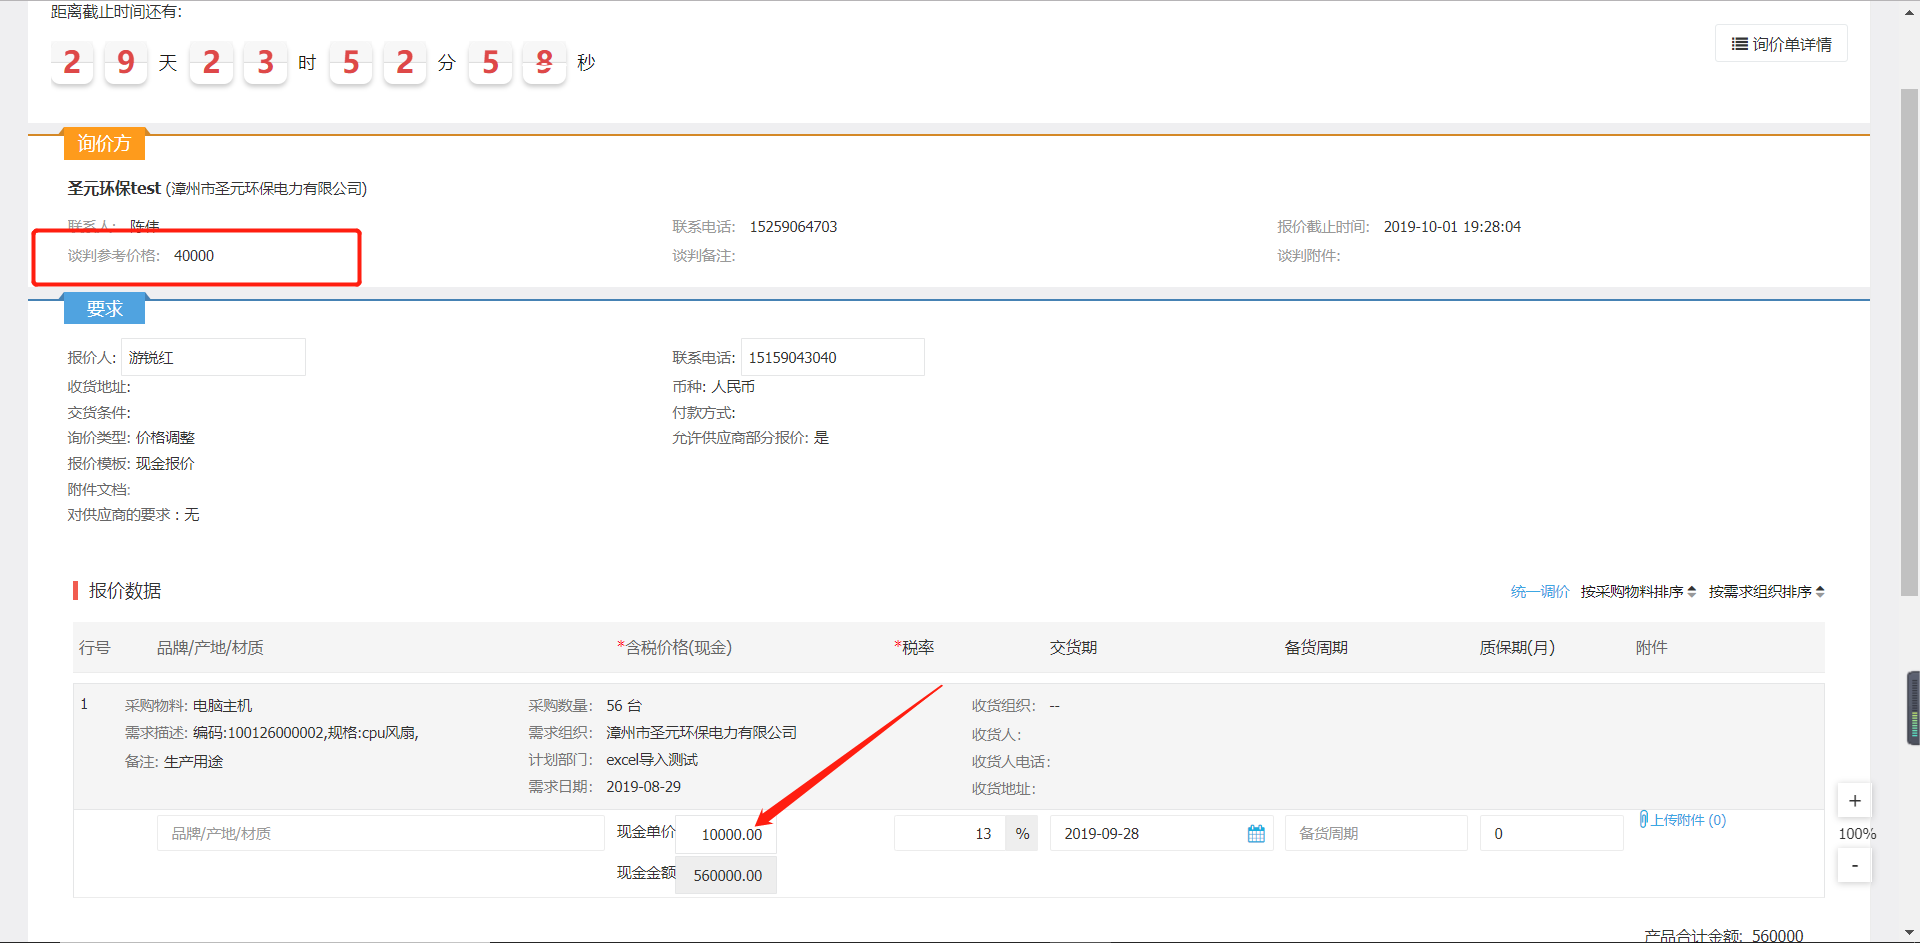 距离截止时间还有:
2 9 天 2 3 时 5 2 分 5 8 秒
询价单详情
询价方
圣元环保test (漳州市圣元环保电力有限公司)
联系人: 陈伟 联系电话: 15259064703 报价截止时间: 2019-10-01 19:28:04
谈判参考价格: 40000 谈判备注: 谈判附件:
要求
报价人: 游锐红 联系电话: 15159043040
收货地址: 币种: 人民币
交货条件: 付款方式:
询价类型: 价格调整 允许供应商部分报价: 是
报价模板: 现金报价
附件文档:
对供应商的要求 : 无
报价数据 统一调价 按采购物料排序 按需求组织排序
行号 品牌/产地/材质 *含税价格(现金) *税率 交货期 备货周期 质保期(月) 附件
1 采购物料: 电脑主机 采购数量: 56 台 收货组织: --
需求描述: 编码:100126000002,规格:cpu风扇, 需求组织: 漳州市圣元环保电力有限公司 收货人:
备注: 生产用途 计划部门: excel导入测试 收货人电话:
需求日期: 2019-08-29 收货地址:
品牌/产地/材质 现金单价 10000.00 13 % 2019-09-28 备货周期 0 上传附件 (0)
现金金额 560000.00
+
100%
-
产品合计金额: 560000